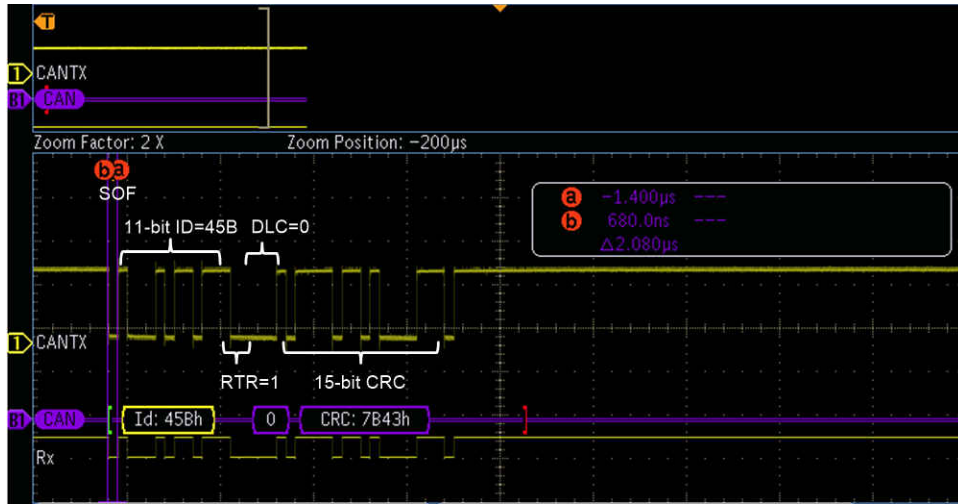 T
1 CANTX
B1 CAN
Zoom Factor: 2 X Zoom Position: -200µs
b a
SOF
a -1.400µs ---
b 680.0ns ---
Δ2.080µs
11-bit ID=45B DLC=0
1 CANTX
RTR=1 15-bit CRC
B1 CAN Id: 45Bh 0 CRC: 7B43h
Rx